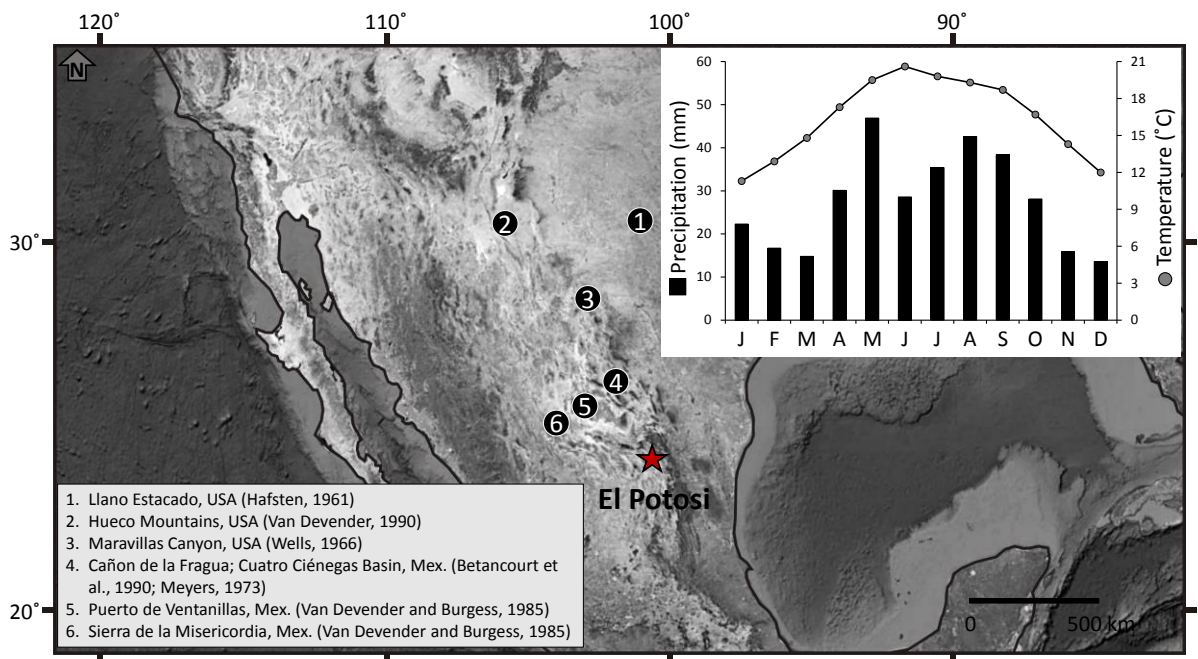 120˚ 110˚ 100˚ 90˚
N
60 21
50 18
40 15
30 12
20 9
10 6
0 3
0
Precipitation (mm)
Temperature (˚C)
J F M A M J J A S O N D
30˚
20˚
1
2
3
4
5
6
El Potosi
1. Llano Estacado, USA (Hafsten, 1961)
2. Hueco Mountains, USA (Van Devender, 1990)
3. Maravillas Canyon, USA (Wells, 1966)
4. Cañon de la Fragua; Cuatro Ciénegas Basin, Mex. (Betancourt et
al., 1990; Meyers, 1973)
5. Puerto de Ventanillas, Mex. (Van Devender and Burgess, 1985)
6. Sierra de la Misericordia, Mex. (Van Devender and Burgess, 1985)
0 500 km